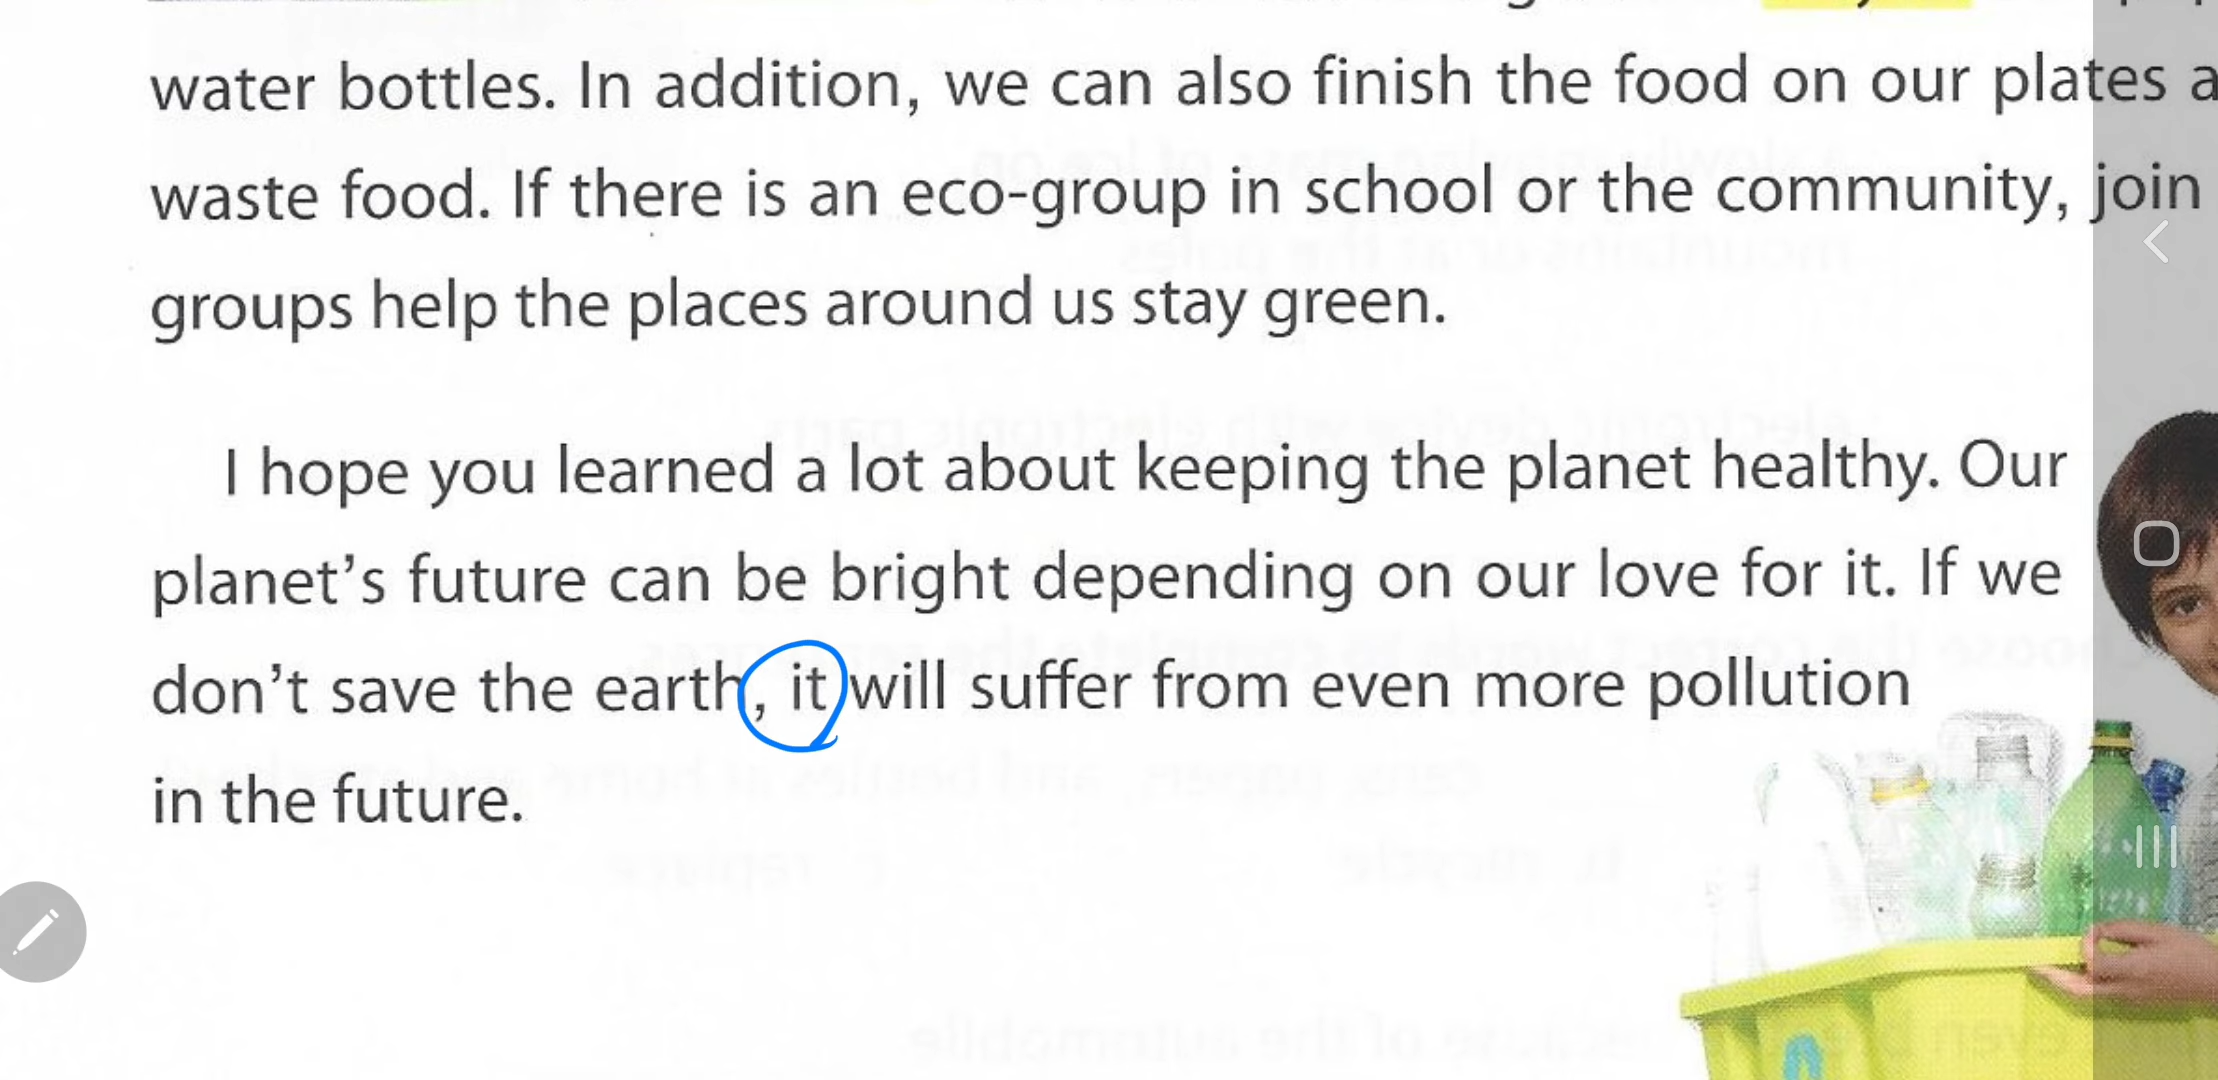 water bottles. In addition, we can also finish the food on our plates a
waste food. If there is an eco-group in school or the community, join
groups help the places around us stay green.
I hope you learned a lot about keeping the planet healthy. Our
planet’s future can be bright depending on our love for it. If we
don’t save the earth, it will suffer from even more pollution
in the future.